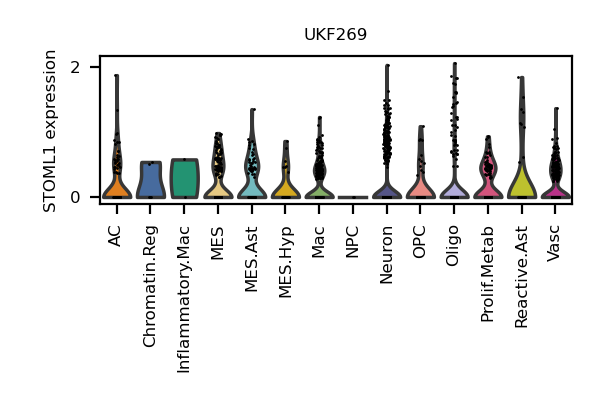 UKF269
STOML1 expression
2
0
AC
Chromatin.Reg
Inflammatory.Mac
MES
MES.Ast
MES.Hyp
Mac
NPC
Neuron
OPC
Oligo
Prolif.Metab
Reactive.Ast
Vasc